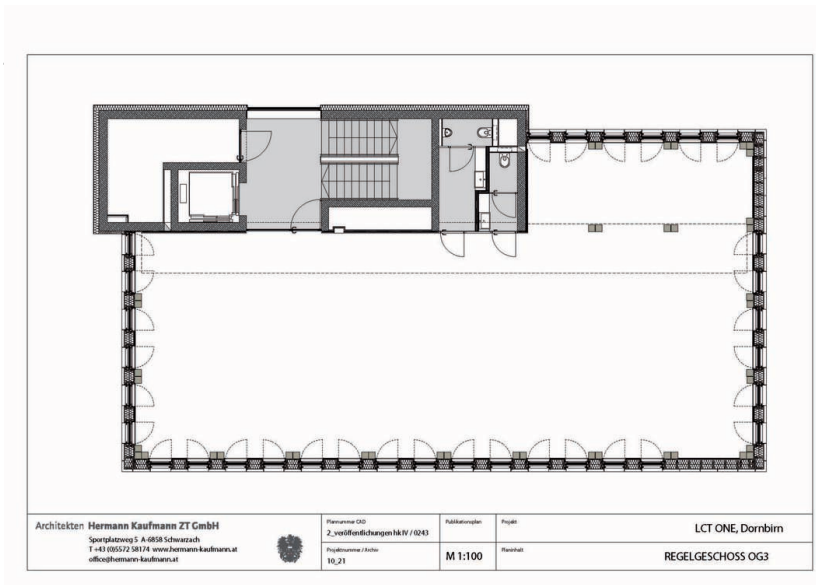 Architekten Hermann Kaufmann ZT GmbH
Sportplatzweg 5 A-6858 Schwarzach
T +43 (0)5572 58174 www.hermann-kaufmann.at
office@hermann-kaufmann.at
Plannummer CAD
2_veröffentlichungen hk IV / 0243
Projektnummer / Archiv
10_21
Publikationsplan
M 1:100
Projekt
LCT ONE, Dornbirn
Planinhalt
REGELGESCHOSS OG3